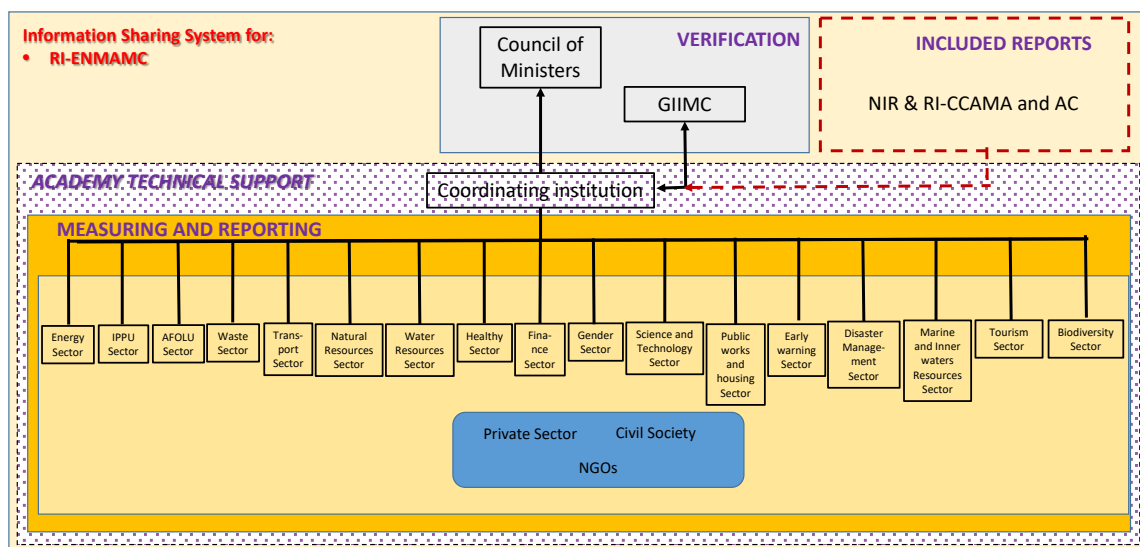 Information Sharing System for:
• RI-ENMAMC
Council of
Ministers
VERIFICATION
GIIMC
INCLUDED REPORTS
NIR & RI-CCAMA and AC
ACADEMY TECHNICAL SUPPORT
Coordinating institution
MEASURING AND REPORTING
Energy
Sector
IPPU
Sector
AFOLU
Sector
Waste
Sector
Trans-
port
Sector
Natural
Resources
Sector
Water
Resources
Sector
Healthy
Sector
Fina-
nce
Sector
Gender
Sector
Science and
Technology
Sector
Public
works
and
housing
Sector
Early
warning
Sector
Disaster
Manage-
ment
Sector
Marine
and Inner
waters
Resources
Sector
Tourism
Sector
Biodiversity
Sector
Private Sector
Civil Society
NGOs